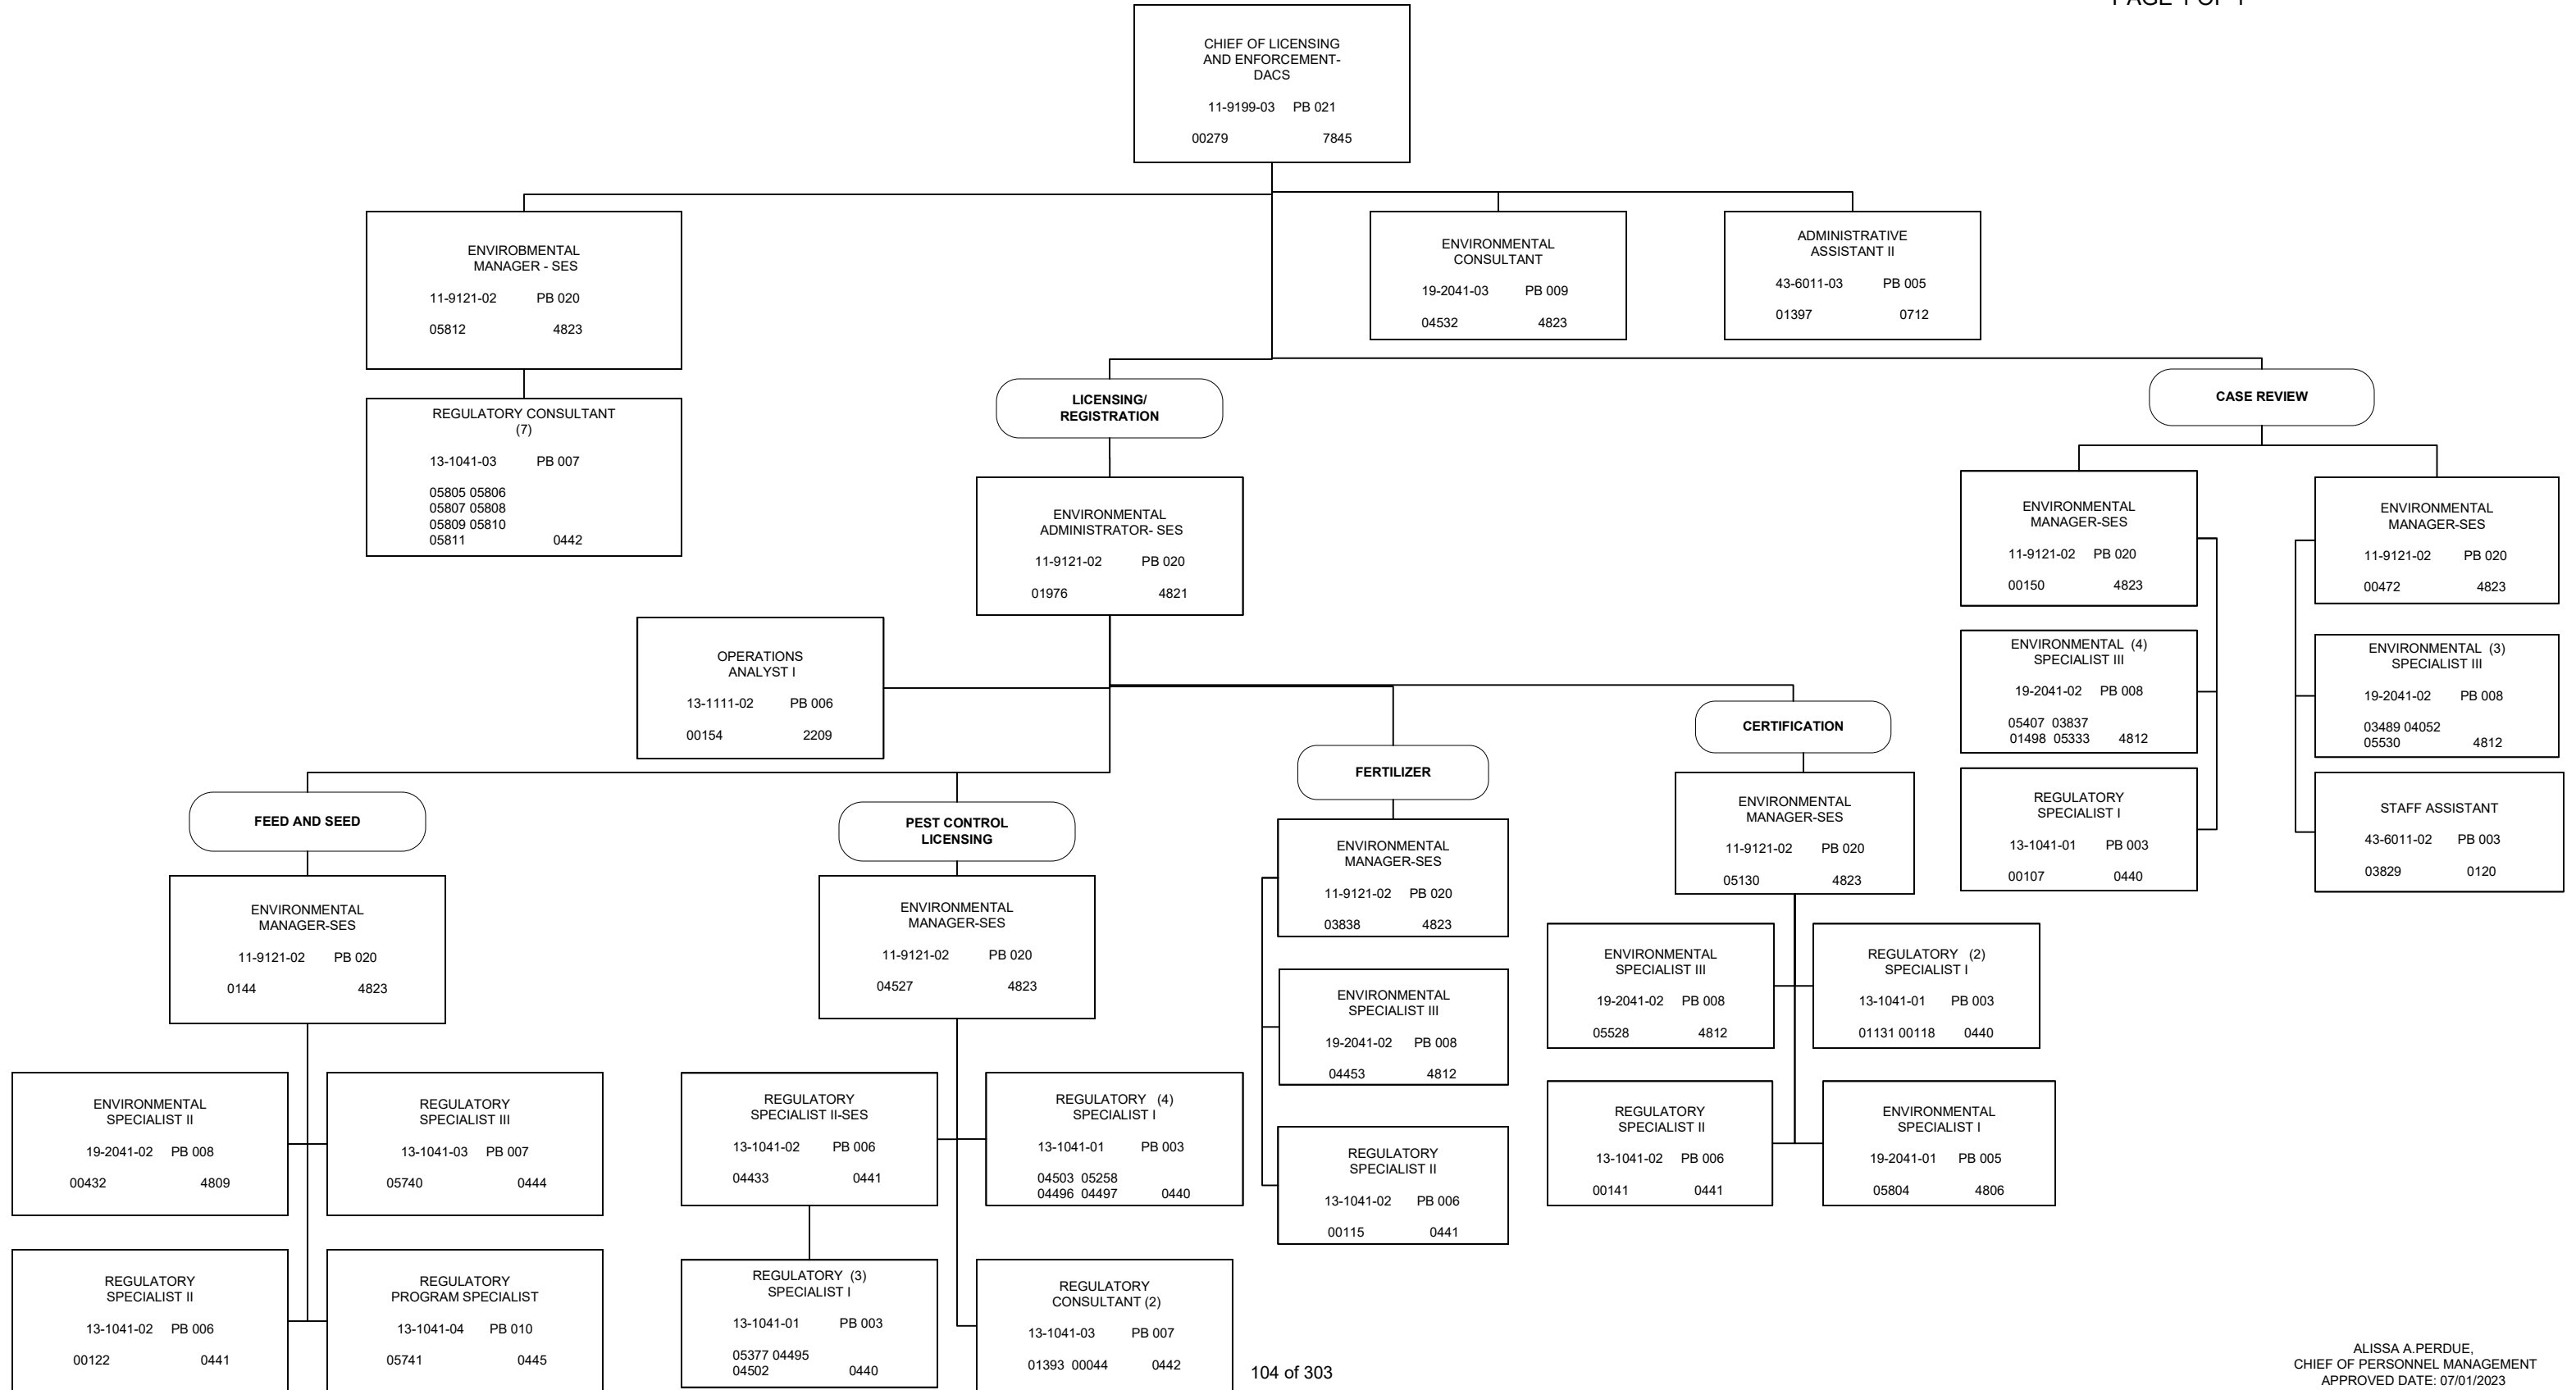 PAGE 1 OF 1
CHIEF OF LICENSING
AND ENFORCEMENT-
DACS
11-9199-03 PB 021
00279 7845
ENVIROBMENTAL
MANAGER - SES
11-9121-02 PB 020
05812 4823
ENVIRONMENTAL
CONSULTANT
19-2041-03 PB 009
04532 4823
ADMINISTRATIVE
ASSISTANT II
43-6011-03 PB 005
01397 0712
REGULATORY CONSULTANT
(7)
13-1041-03 PB 007
05805 05806
05807 05808
05809 05810
05811 0442
LICENSING/
REGISTRATION
CASE REVIEW
ENVIRONMENTAL
ADMINISTRATOR- SES
11-9121-02 PB 020
01976 4821
ENVIRONMENTAL
MANAGER-SES
11-9121-02 PB 020
00150 4823
ENVIRONMENTAL
MANAGER-SES
11-9121-02 PB 020
00472 4823
ENVIRONMENTAL (4)
SPECIALIST III
19-2041-02 PB 008
05407 03837
01498 05333 4812
ENVIRONMENTAL (3)
SPECIALIST III
19-2041-02 PB 008
03489 04052
05530 4812
REGULATORY
SPECIALIST I
13-1041-01 PB 003
00107 0440
STAFF ASSISTANT
43-6011-02 PB 003
03829 0120
OPERATIONS
ANALYST I
13-1111-02 PB 006
00154 2209
FEED AND SEED
PEST CONTROL
LICENSING
FERTILIZER
CERTIFICATION
ENVIRONMENTAL
MANAGER-SES
11-9121-02 PB 020
0144 4823
ENVIRONMENTAL
MANAGER-SES
11-9121-02 PB 020
04527 4823
ENVIRONMENTAL
MANAGER-SES
11-9121-02 PB 020
03838 4823
ENVIRONMENTAL
MANAGER-SES
11-9121-02 PB 020
05130 4823
ENVIRONMENTAL
SPECIALIST II
19-2041-02 PB 008
00432 4809
REGULATORY
SPECIALIST III
13-1041-03 PB 007
05740 0444
REGULATORY
SPECIALIST II
13-1041-02 PB 006
00122 0441
REGULATORY
PROGRAM SPECIALIST
13-1041-04 PB 010
05741 0445
REGULATORY
SPECIALIST II-SES
13-1041-02 PB 006
04433 0441
REGULATORY (4)
SPECIALIST I
13-1041-01 PB 003
04503 05258
04496 04497 0440
REGULATORY (3)
SPECIALIST I
13-1041-01 PB 003
05377 04495
04502 0440
REGULATORY
CONSULTANT (2)
13-1041-03 PB 007
01393 00044 0442
ENVIRONMENTAL
SPECIALIST III
19-2041-02 PB 008
04453 4812
REGULATORY
SPECIALIST II
13-1041-02 PB 006
00115 0441
ENVIRONMENTAL
SPECIALIST III
19-2041-02 PB 008
05528 4812
REGULATORY (2)
SPECIALIST I
13-1041-01 PB 003
01131 00118 0440
REGULATORY
SPECIALIST II
13-1041-02 PB 006
00141 0441
ENVIRONMENTAL
SPECIALIST I
19-2041-01 PB 005
05804 4806
104 of 303
ALISSA A.PERDUE,
CHIEF OF PERSONNEL MANAGEMENT
APPROVED DATE: 07/01/2023